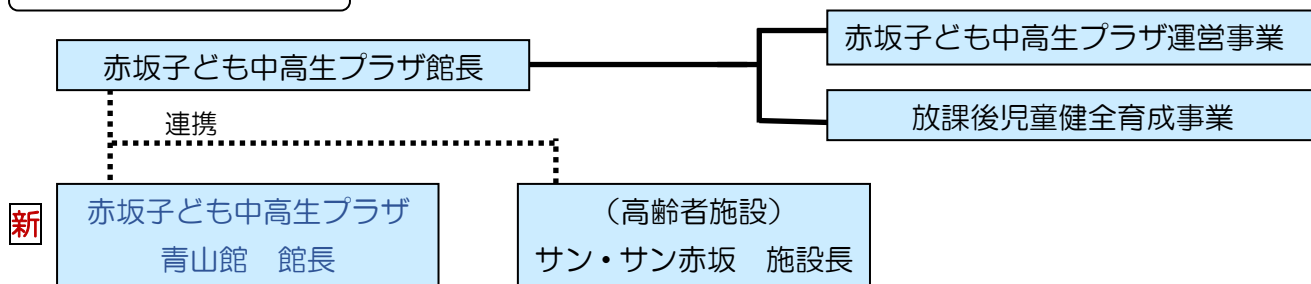 赤坂子ども中高生プラザ運営事業
赤坂子ども中高生プラザ館長
放課後児童健全育成事業
連携
新
赤坂子ども中高生プラザ
青山館　館長
（高齢者施設）
サン・サン赤坂　施設長